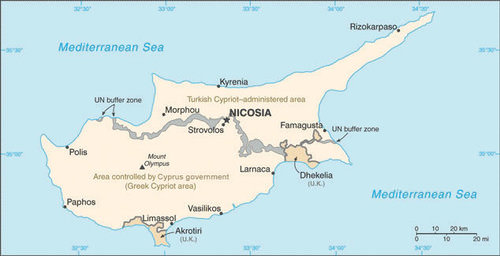 32.30
33.00
33.30
34.00
34.30
Mediterranean Sea
Rizokarpaso
35.30
35.30
Kyrenia
UN buffer zone
Turkish Cypriot–administered area
Morphou
NICOSIA
Strovolos
Famagusta
UN buffer zone
Polis
Mount
Olympus
35.00
35.00
Area controlled by Cyprus government
(Greek Cypriot area)
Larnaca
Dhekelia
(U.K.)
Mediterranean Sea
Paphos
Vasilikos
Limassol
Akrotiri
(U.K.)
0 10 20 km
0 10 20 mi
32.30
33.00
33.30
34.00